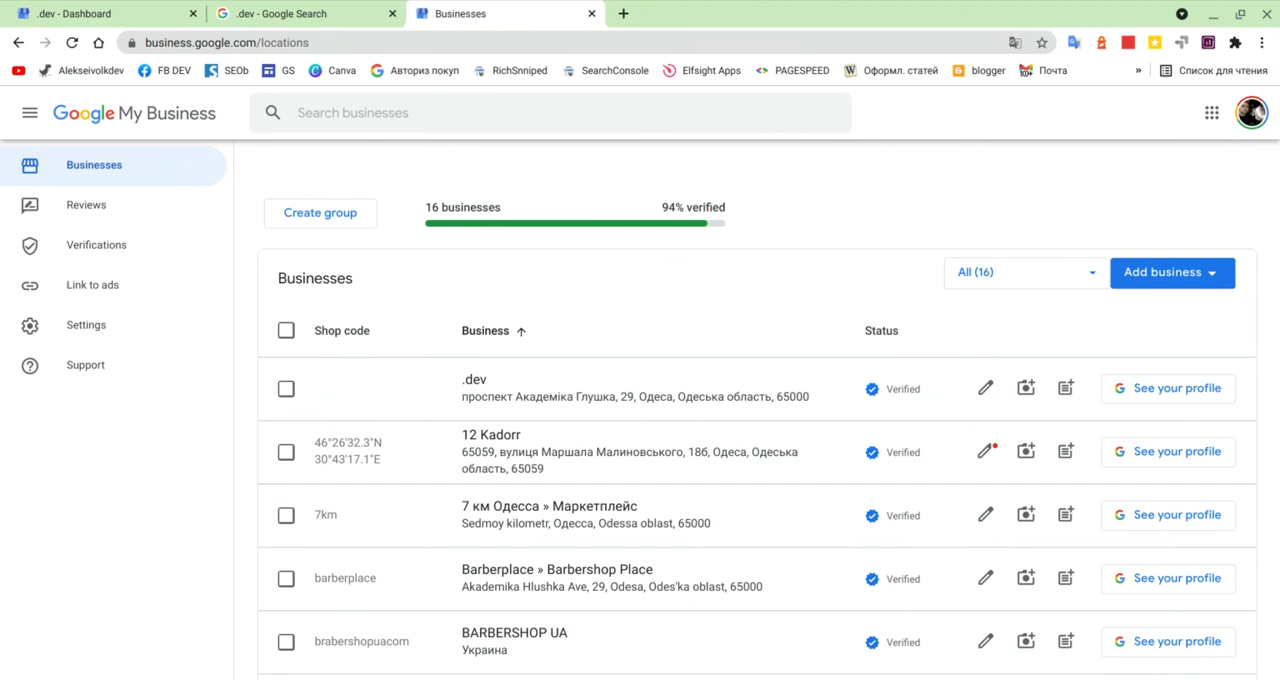 .dev - Dashboard
.dev - Google Search
Businesses
business.google.com/locations
Alekseivolkdev
FB DEV
SEOb
GS
Canva
Авториз покуп
RichSnniped
SearchConsole
Elfsight Apps
PAGESPEED
Оформл. статей
blogger
Почта
»
Список для чтения
Google My Business
Search businesses
Businesses
Reviews
Verifications
Link to ads
Settings
Support
Create group
16 businesses
94% verified
Businesses
All (16)
Add business
Shop code
Business
Status
.dev
проспект Академіка Глушка, 29, Одеса, Одеська область, 65000
Verified
See your profile
46°26'32.3"N
30°43'17.1"E
12 Kadorr
65059, вулиця Маршала Малиновського, 18б, Одеса, Одеська
область, 65059
Verified
See your profile
7km
7 км Одесса » Маркетплейс
Sedmoy kilometr, Одесса, Odessa oblast, 65000
Verified
See your profile
barberplace
Barberplace » Barbershop Place
Akademika Hlushka Ave, 29, Odesa, Odes'ka oblast, 65000
Verified
See your profile
brabershopuacom
BARBERSHOP UA
Украина
Verified
See your profile